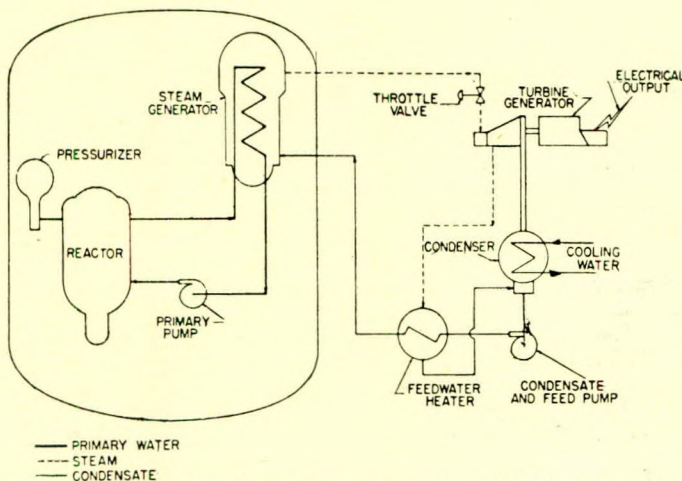 STEAM
GENERATOR
PRESSURIZER
REACTOR
PRIMARY
PUMP
THROTTLE
VALVE
TURBINE
GENERATOR
ELECTRICAL
OUTPUT
CONDENSER
COOLING
WATER
FEEDWATER
HEATER
CONDENSATE
AND FEED PUMP
PRIMARY WATER
STEAM
CONDENSATE